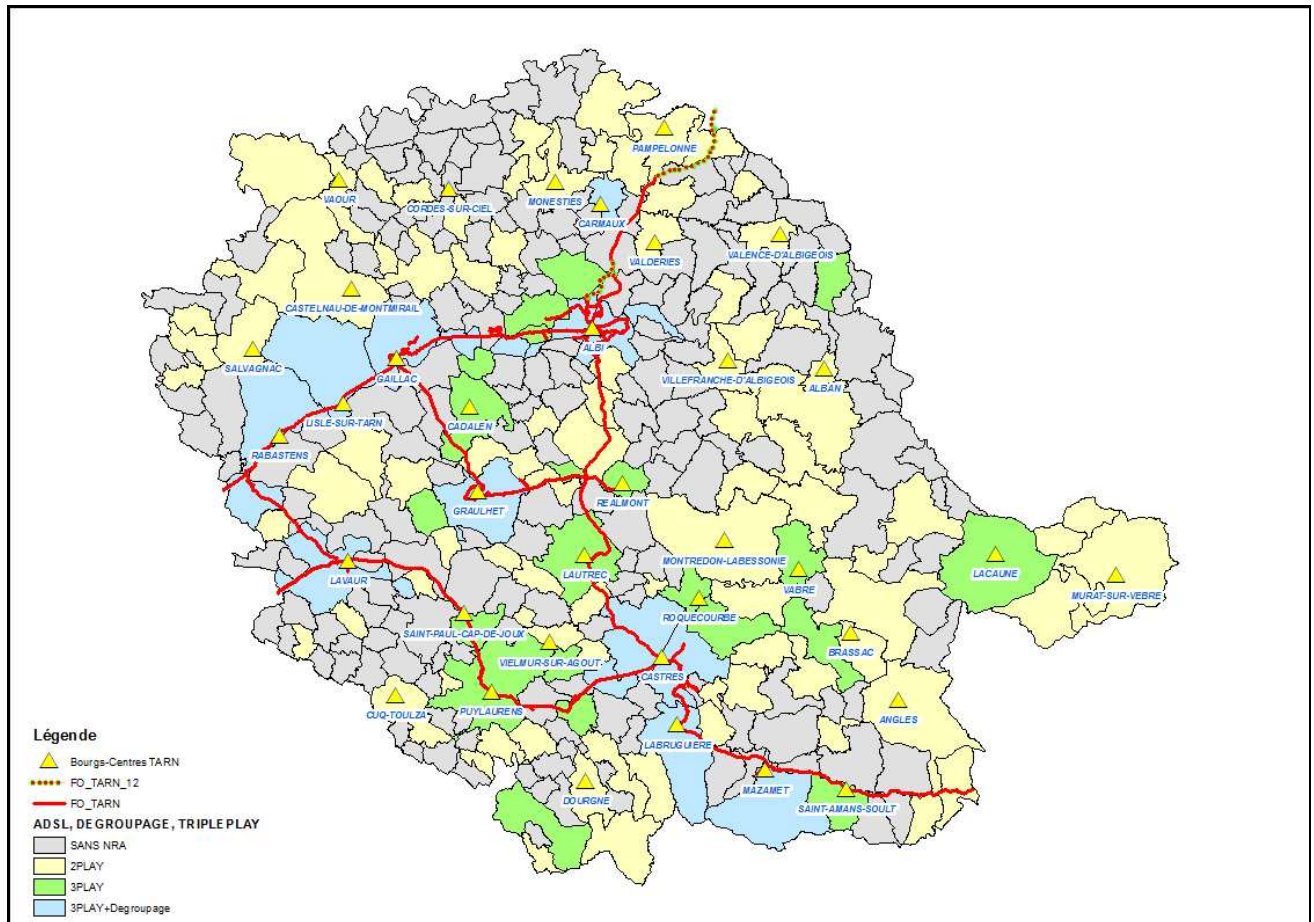 PAMPELONNE
VAOUR
CORDES-SUR-CIEL
MONESTIES
CARMAUX
VALDERIES
VALENCE-D'ALBIGEOIS
CASTELNAU-DE-MONTMIRAIL
ALBI
SALVAGNAC
GAILLAC
VILLEFRANCHE-D'ALBIGEOIS
ALBAN
LISLE-SUR-TARN
CADALEN
RABASTENS
GRAULHET
REALMONT
MONTREDON-LABESSONIE
LAUTREC
VABRE
LACAUNE
MURAT-SUR-VEBRE
LAVAUR
ROQUECOURBE
SAINT-PAUL-CAP-DE-JOUX
VIELMUR-SUR-AGOUT
BRASSAC
CASTRES
CUQ-TOULZA
PUYLAURENS
ANGLES
LABRUGUIERE
DOURGNE
MAZAMET
SAINT-AMANS-SOULT
Légende
Bourgs-Centres TARN
FO_TARN_12
FO_TARN
ADSL, DEGROUPAGE, TRIPLE PLAY
SANS NRA
2PLAY
3PLAY
3PLAY+Degroupage